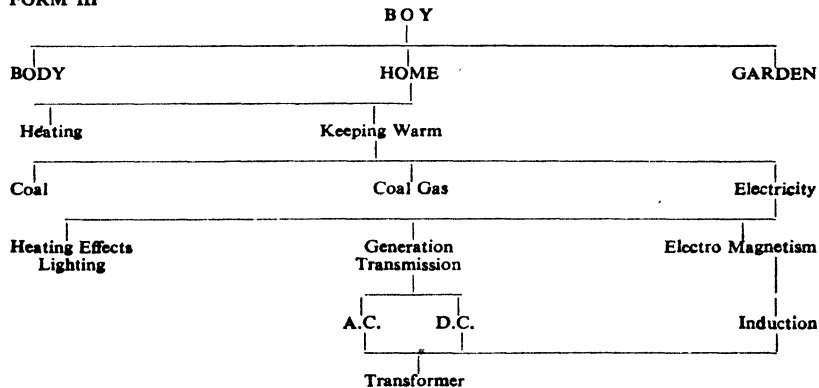 FORM III
BOY
BODY HOME GARDEN
Heating Keeping Warm
Coal Coal Gas Electricity
Heating Effects Generation Electro Magnetism
Lighting Transmission
A.C. D.C. Induction
Transformer